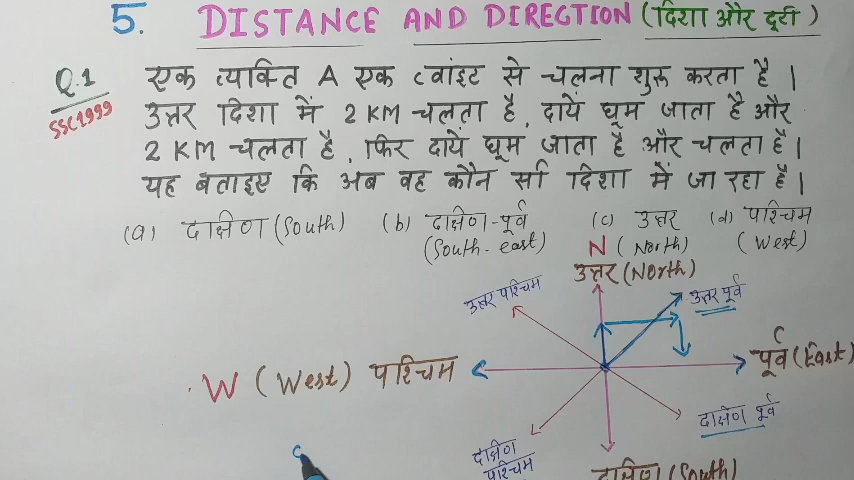 5. DISTANCE AND DIRECTION (दिशा और दूरी)
Q.1 एक व्यक्ति A एक प्वांइट से चलना शुरू करता है।
SSC1999
उत्तर दिशा में 2 KM चलता है, दायें घूम जाता है और
2 KM चलता है, फिर दायें घूम जाता है और चलता है।
यह बताइए कि अब वह कौन सी दिशा में जा रहा है।
(a) दक्षिण (South) (b) दक्षिण-पूर्व (South-east) (c) उत्तर (North) (d) पश्चिम (West)
N
उत्तर (North)
उत्तर पश्चिम
उत्तर पूर्व
W (West) पश्चिम
पूर्व (East)
दक्षिण पूर्व
दक्षिण पश्चिम
दक्षिण (South)